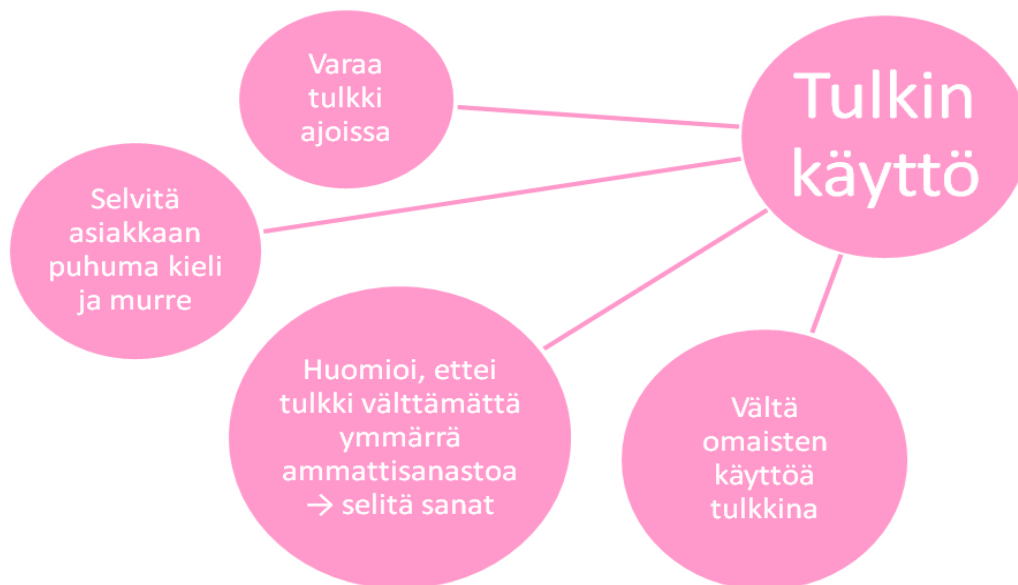 Tulkin
käyttö
Varaa
tulkki
ajoissa
Selvitä
asiakkaan
puhuma kieli
ja murre
Huomioi, ettei
tulkki välttämättä
ymmärrä
ammattisanastoa
→ selitä sanat
Vältä
omaisten
käyttöä
tulkkina